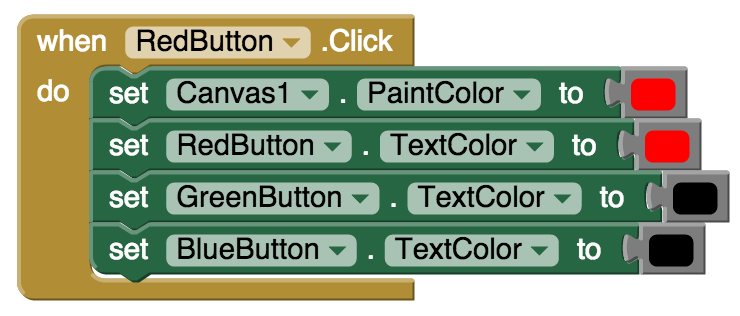 when RedButton .Click
do set Canvas1 . PaintColor to
set RedButton . TextColor to
set GreenButton . TextColor to
set BlueButton . TextColor to